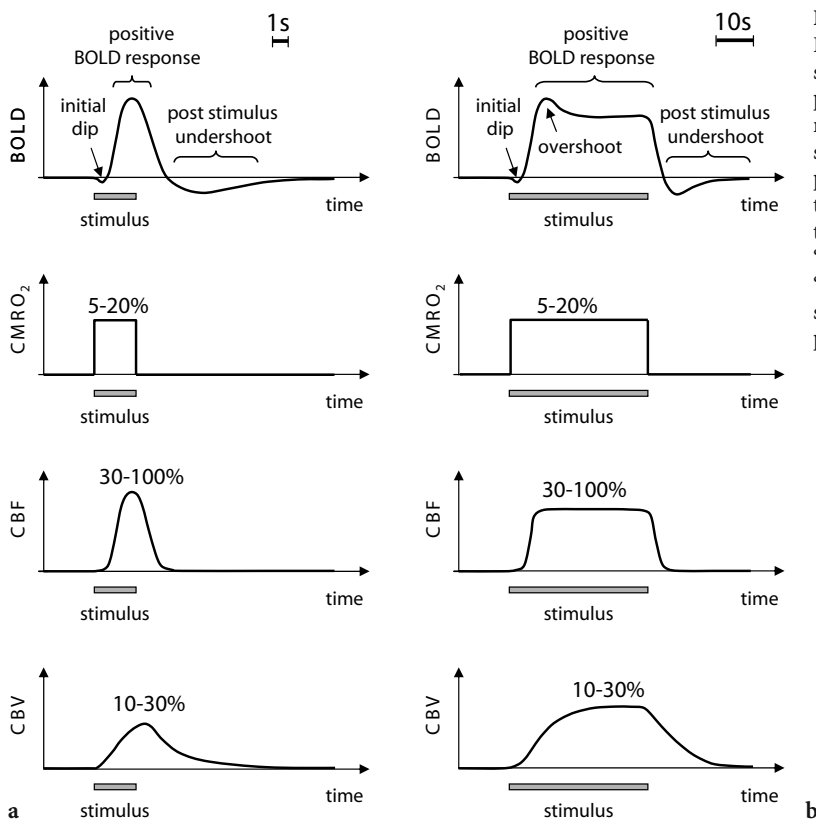 1s
positive
BOLD response
initial
dip
post stimulus
undershoot
BOLD
time
stimulus
10s
positive
BOLD response
initial
dip
overshoot
post stimulus
undershoot
BOLD
time
stimulus
CMRO₂
5-20%
time
stimulus
CMRO₂
5-20%
time
stimulus
CBF
30-100%
time
stimulus
CBF
30-100%
time
stimulus
CBV
10-30%
time
stimulus
a
CBV
10-30%
time
stimulus
b